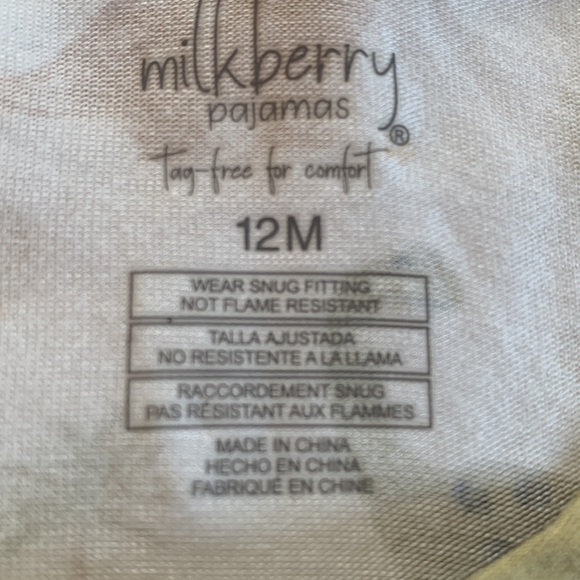 milkberry
pajamas
®
tag-free for comfort
12M
WEAR SNUG FITTING
NOT FLAME RESISTANT
TALLA AJUSTADA
NO RESISTENTE A LA LLAMA
RACCORDEMENT SNUG
PAS RÉSISTANT AUX FLAMMES
MADE IN CHINA
HECHO EN CHINA
FABRIQUÉ EN CHINE